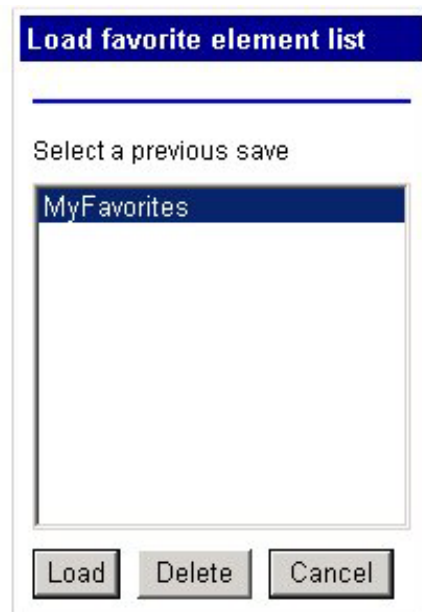 Load favorite element list
Select a previous save
MyFavorites
Load Delete Cancel